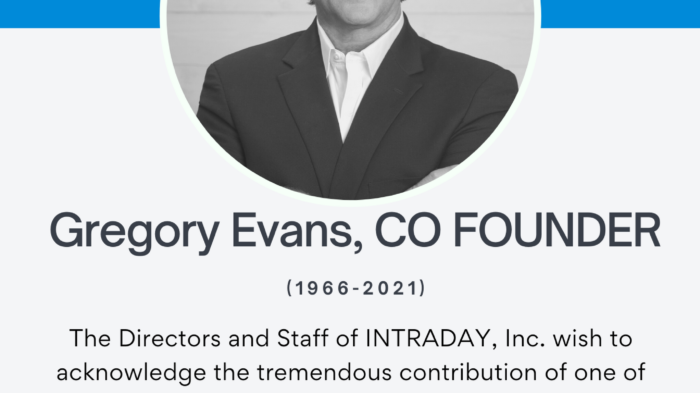 Gregory Evans, CO FOUNDER
(1966-2021)
The Directors and Staff of INTRADAY, Inc. wish to
acknowledge the tremendous contribution of one of